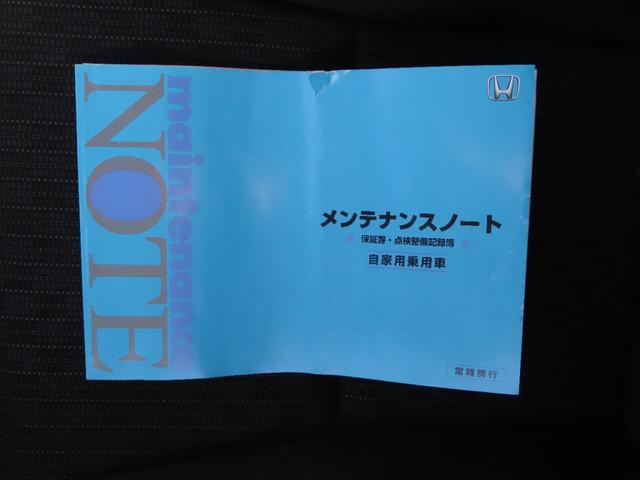 maintenance
NOTE
メンテナンスノート
保証書・点検整備記録簿
自家用乗用車
常時携行